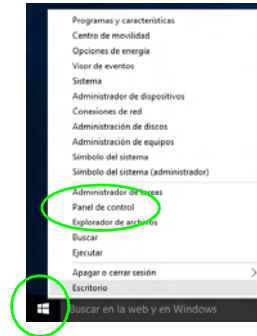 Programas y características
Centro de movilidad
Opciones de energía
Visor de eventos
Sistema
Administrador de dispositivos
Conexiones de red
Administración de discos
Administración de equipos
Símbolo del sistema
Símbolo del sistema (administrador)
Administrador de tareas
Panel de control
Explorador de archivos
Buscar
Ejecutar
Apagar o cerrar sesión
Escritorio
Buscar en la web y en Windows